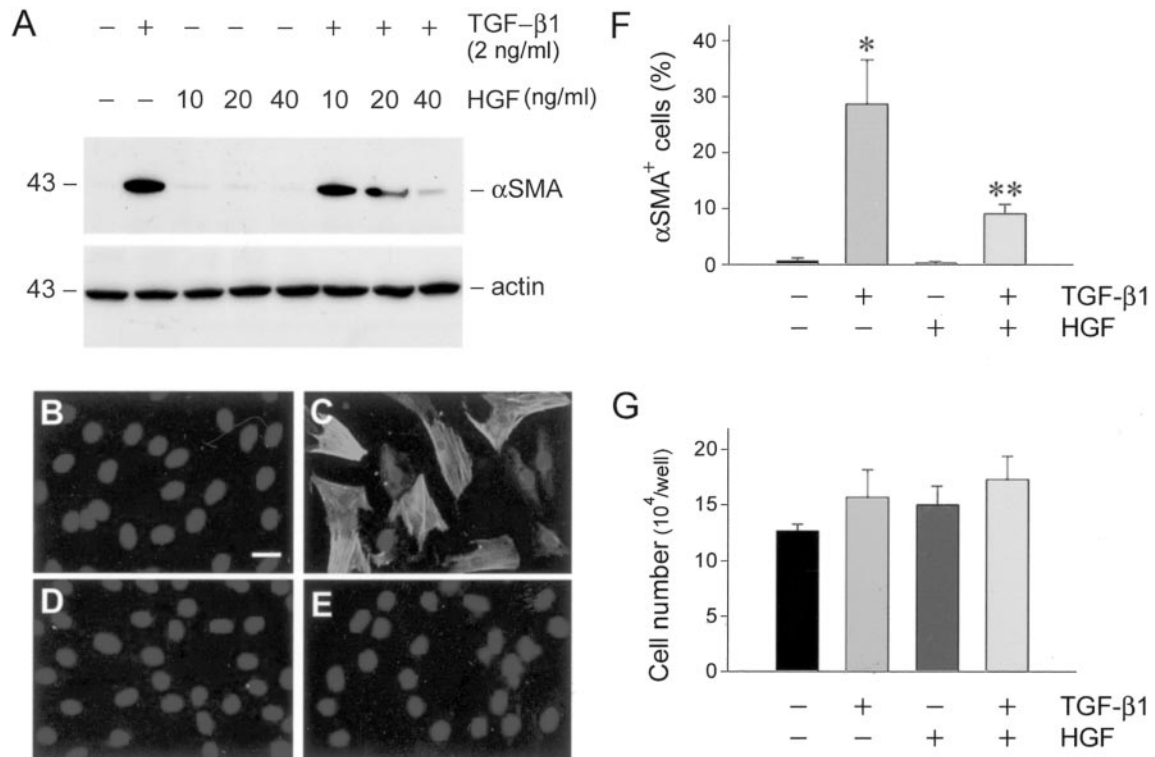 A
− + − − − + + + TGF−β1
(2 ng/ml)
− − 10 20 40 10 20 40 HGF (ng/ml)
43 − − αSMA
43 − − actin
B
C
D
E
F
αSMA+ cells (%)
40
30
20
10
0
*
**
− + − + TGF-β1
− − + + HGF
G
Cell number (10⁴/well)
20
15
10
5
0
− + − + TGF-β1
− − + + HGF